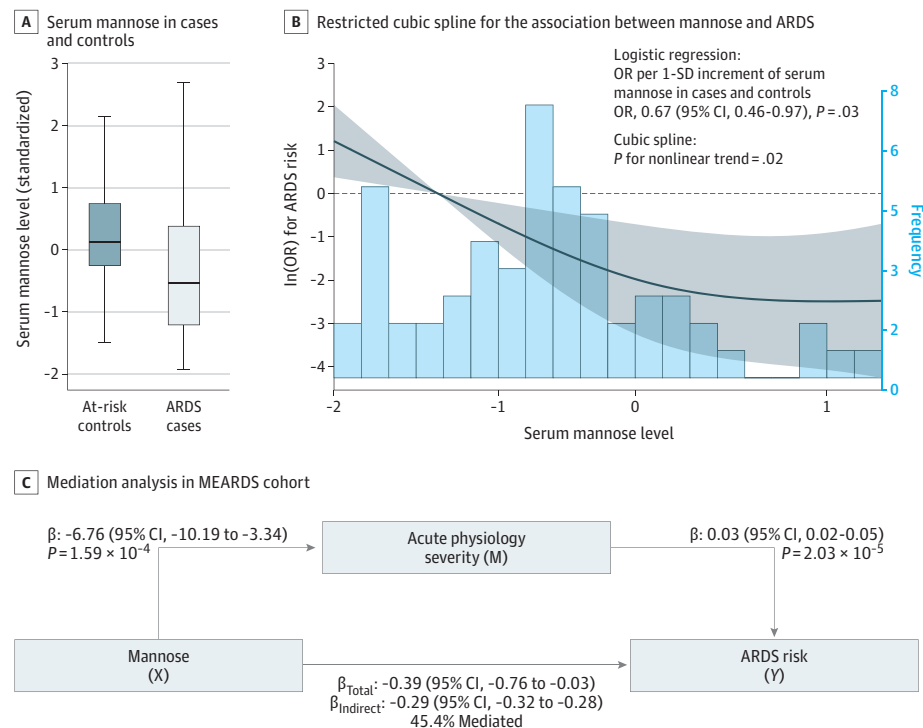 A Serum mannose in cases
and controls
3
2
1
0
-1
-2
Serum mannose level (standardized)
At-risk
controls
ARDS
cases
B Restricted cubic spline for the association between mannose and ARDS
Logistic regression:
OR per 1-SD increment of serum
mannose in cases and controls
OR, 0.67 (95% CI, 0.46-0.97), P = .03
Cubic spline:
P for nonlinear trend = .02
3
2
1
0
-1
-2
-3
-4
ln(OR) for ARDS risk
8
6
5
3
2
0
Frequency
-2
-1
0
1
Serum mannose level
C Mediation analysis in MEARDS cohort
β: -6.76 (95% CI, -10.19 to -3.34)
P = 1.59 × 10⁻⁴
Acute physiology
severity (M)
β: 0.03 (95% CI, 0.02-0.05)
P = 2.03 × 10⁻⁵
Mannose
(X)
ARDS risk
(Y)
βTotal: -0.39 (95% CI, -0.76 to -0.03)
βIndirect: -0.29 (95% CI, -0.32 to -0.28)
45.4% Mediated